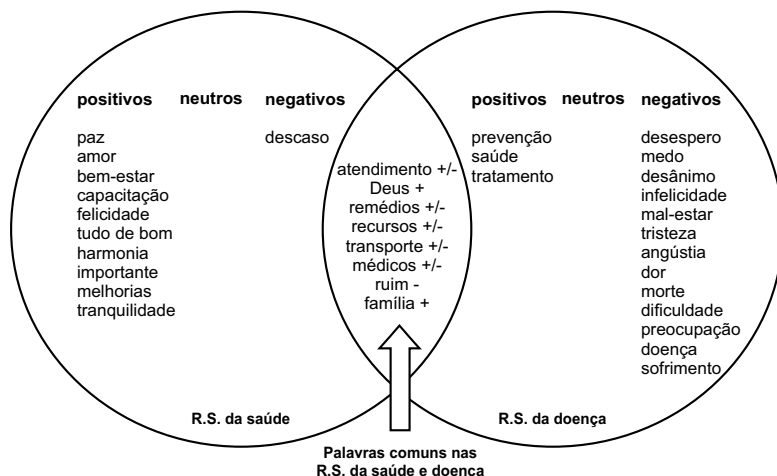 positivos neutros negativos
paz
amor
bem-estar
capacitação
felicidade
tudo de bom
harmonia
importante
melhorias
tranquilidade
descaso
atendimento +/-
Deus +
remédios +/-
recursos +/-
transporte +/-
médicos +/-
ruim -
família +
positivos neutros negativos
prevenção
saúde
tratamento
desespero
medo
desânimo
infelicidade
mal-estar
tristeza
angústia
dor
morte
dificuldade
preocupação
doença
sofrimento
R.S. da saúde
R.S. da doença
Palavras comuns nas
R.S. da saúde e doença